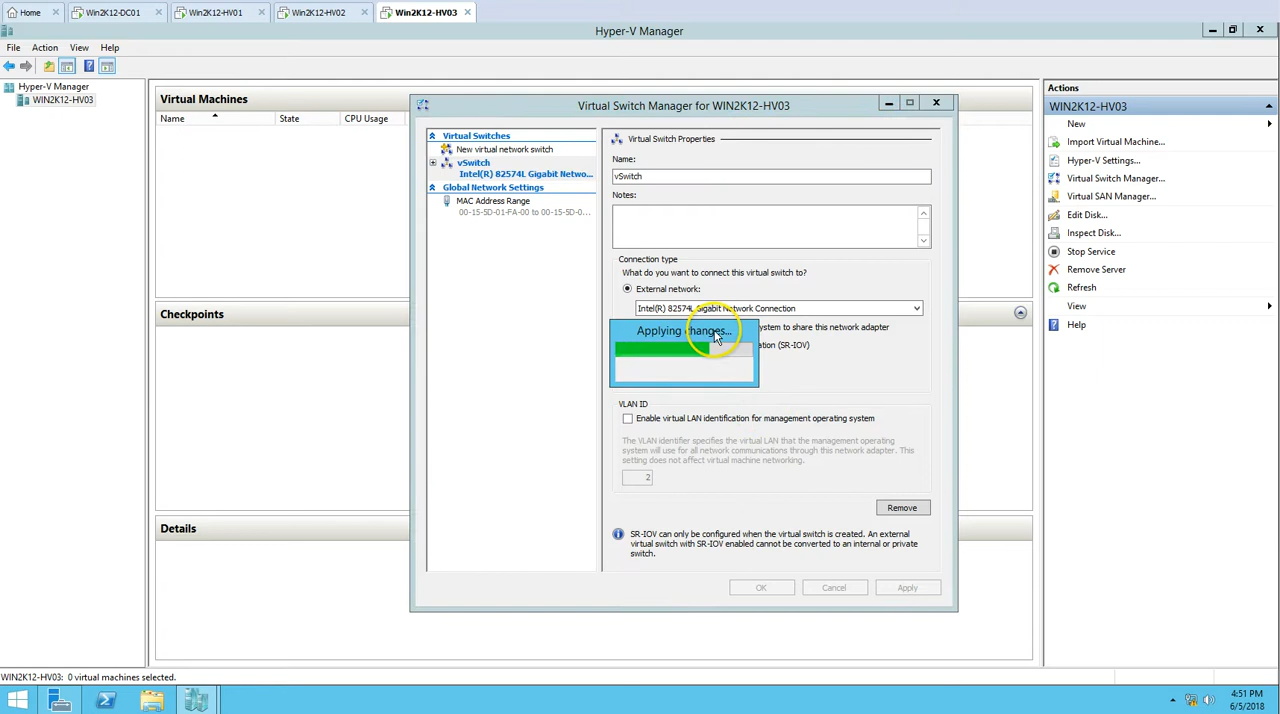 Home
Win2K12-DC01
Win2K12-HV01
Win2K12-HV02
Win2K12-HV03
Hyper-V Manager
File Action View Help
Hyper-V Manager
WIN2K12-HV03
Virtual Machines
Name State CPU Usage
Checkpoints
Details
Virtual Switch Manager for WIN2K12-HV03
Virtual Switches
New virtual network switch
vSwitch
Intel(R) 82574L Gigabit Netwo...
Global Network Settings
MAC Address Range
00-15-5D-01-FA-00 to 00-15-5D-0...
Virtual Switch Properties
Name:
vSwitch
Notes:
Connection type
What do you want to connect this virtual switch to?
External network:
Intel(R) 82574L Gigabit Network Connection
ystem to share this network adapter
Applying changes...
ation (SR-IOV)
VLAN ID
Enable virtual LAN identification for management operating system
The VLAN identifier specifies the virtual LAN that the management operating
system will use for all network communications through this network adapter. This
setting does not affect virtual machine networking.
2
Remove
SR-IOV can only be configured when the virtual switch is created. An external
virtual switch with SR-IOV enabled cannot be converted to an internal or private
switch.
OK Cancel Apply
Actions
WIN2K12-HV03
New
Import Virtual Machine...
Hyper-V Settings...
Virtual Switch Manager...
Virtual SAN Manager...
Edit Disk...
Inspect Disk...
Stop Service
Remove Server
Refresh
View
Help
WIN2K12-HV03: 0 virtual machines selected.
4:51 PM
6/5/2018